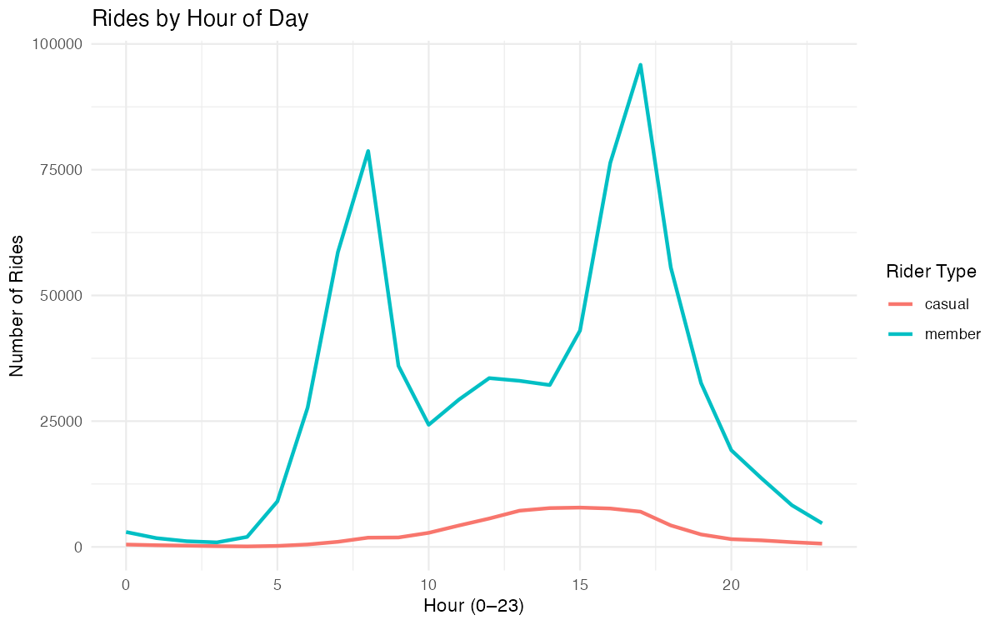 Rides by Hour of Day
100000
75000
50000
25000
0
Number of Rides
0 5 10 15 20
Hour (0–23)
Rider Type
casual
member